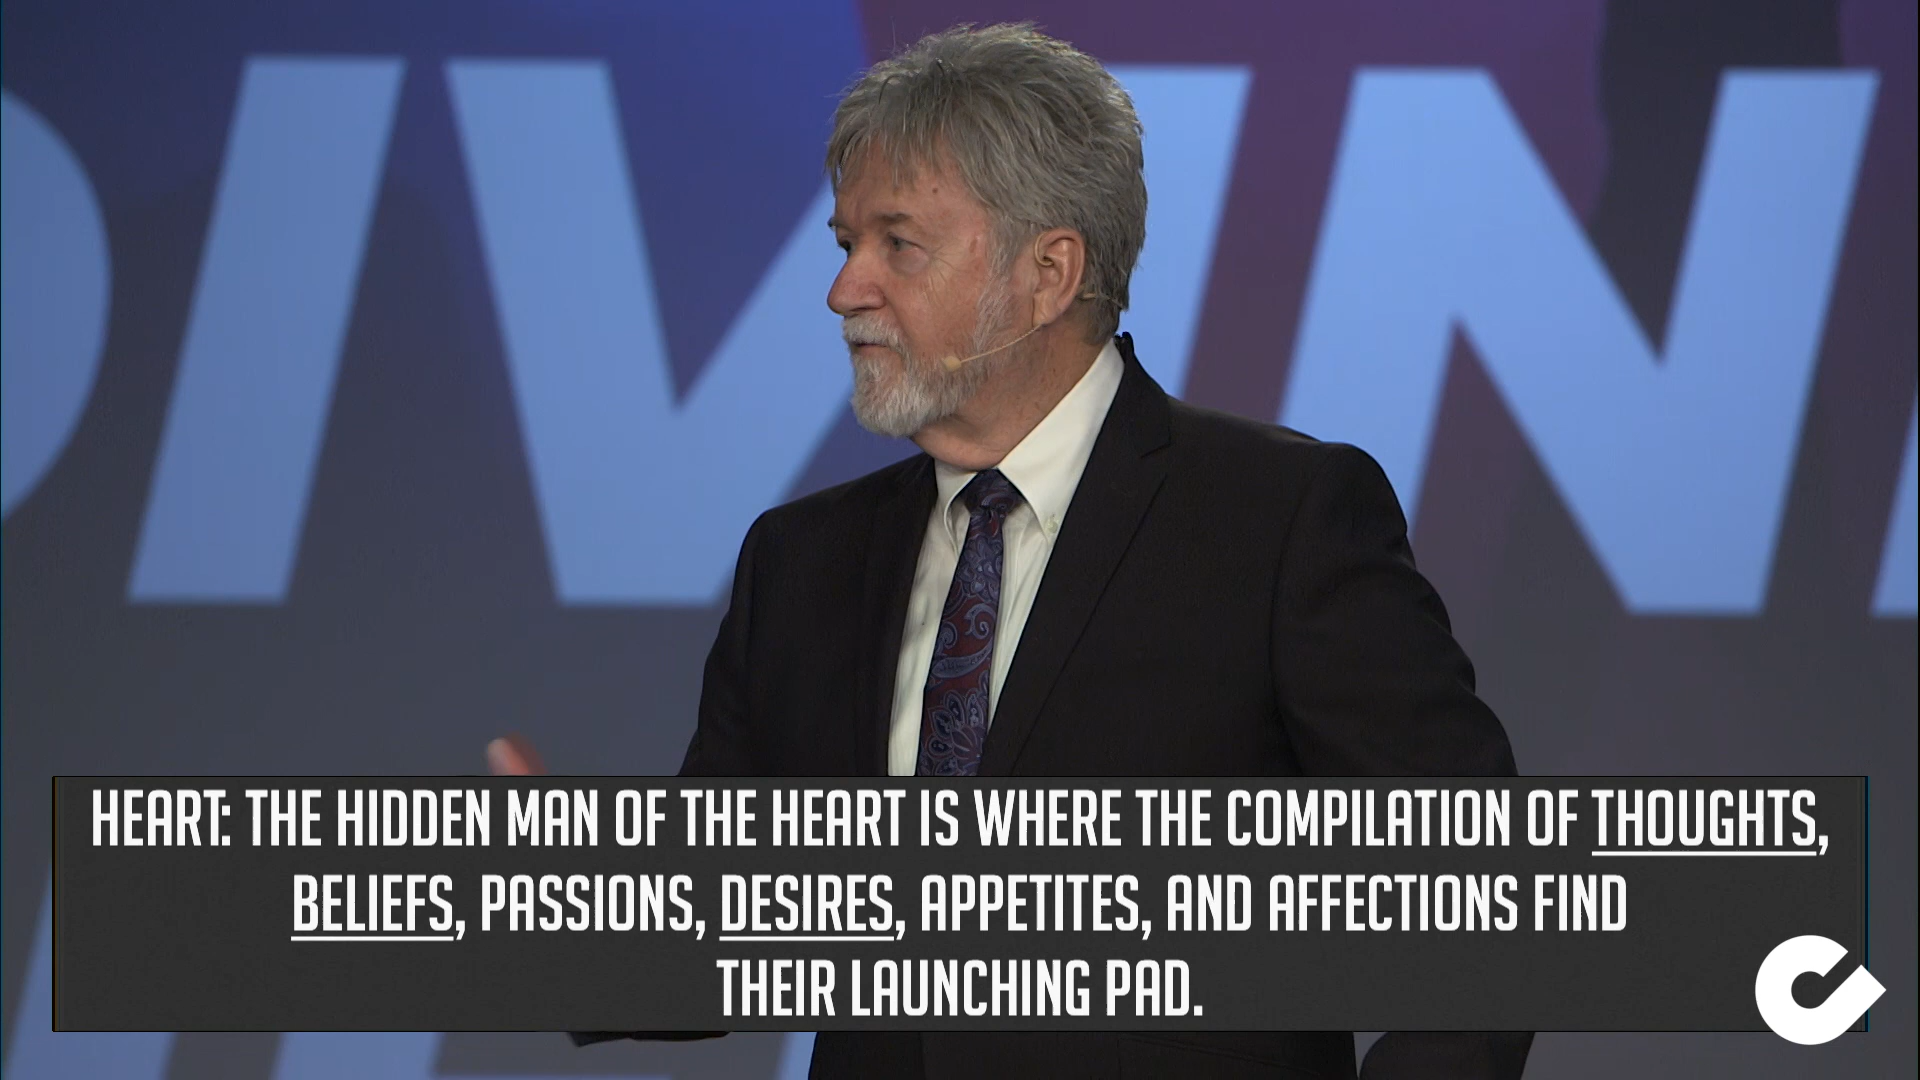 DIVIN
HEART: THE HIDDEN MAN OF THE HEART IS WHERE THE COMPILATION OF THOUGHTS,
BELIEFS, PASSIONS, DESIRES, APPETITES, AND AFFECTIONS FIND
THEIR LAUNCHING PAD.